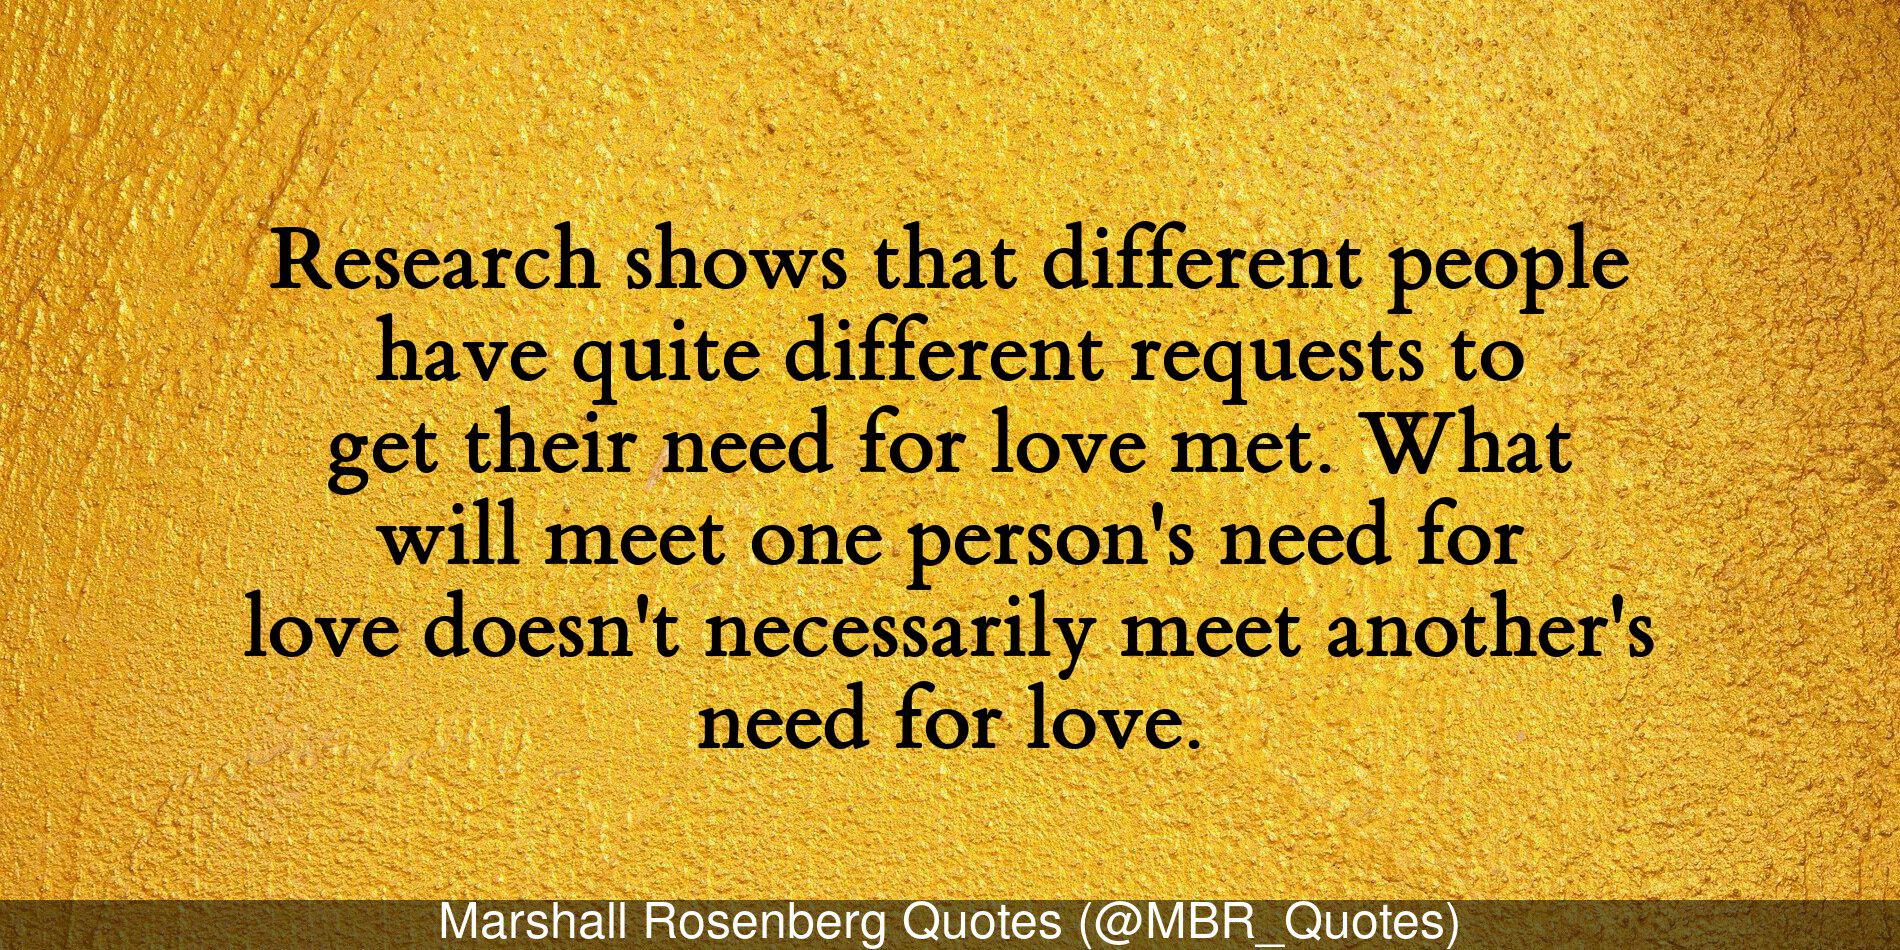 Research shows that different people
have quite different requests to
get their need for love met. What
will meet one person's need for
love doesn't necessarily meet another's
need for love.
Marshall Rosenberg Quotes (@MBR_Quotes)